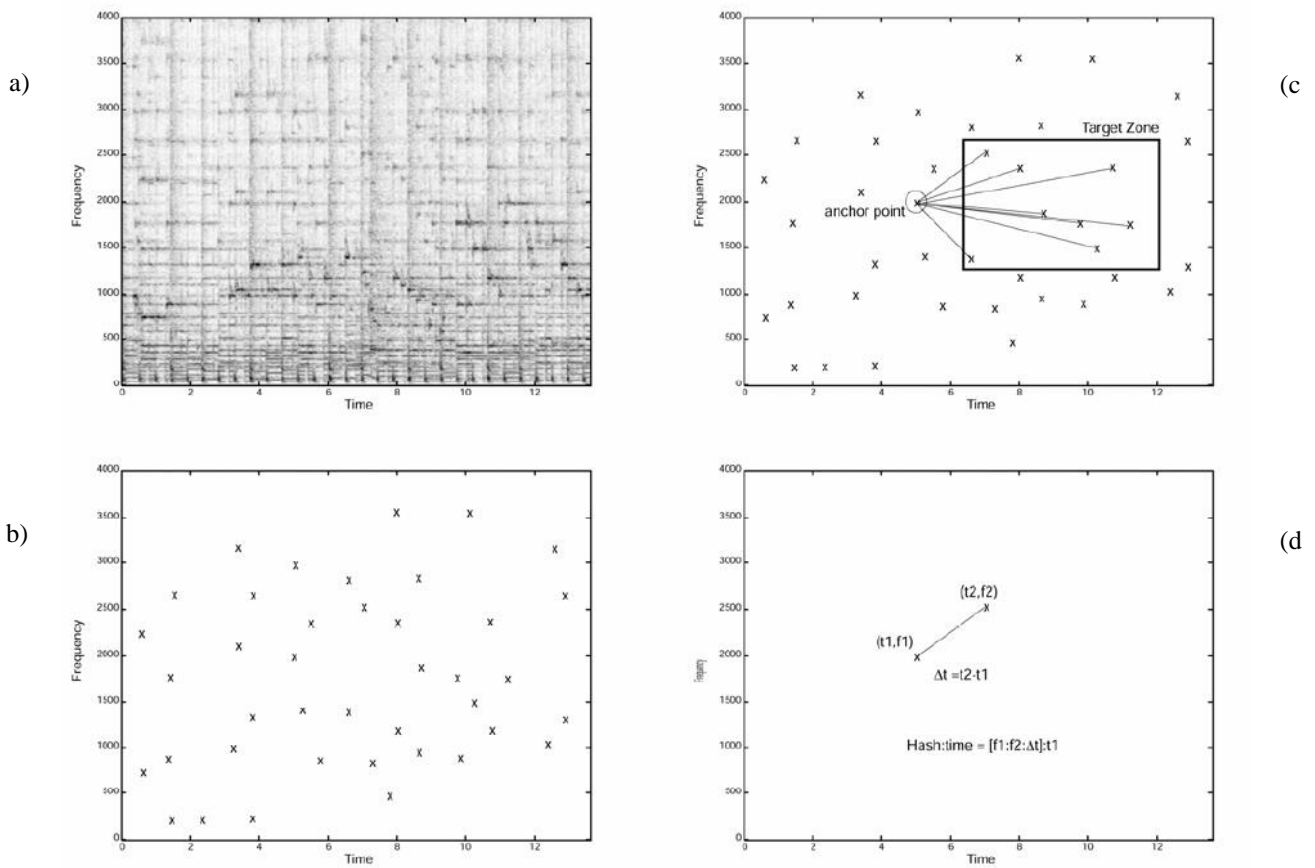 a)
4000
3500
3000
2500
2000
1500
1000
500
0
Frequency
0 2 4 6 8 10 12
Time
(c
4000
3500
3000
2500
2000
1500
1000
500
0
Frequency
Target Zone
anchor point
0 2 4 6 8 10 12
Time
b)
4000
3500
3000
2500
2000
1500
1000
500
0
Frequency
0 2 4 6 8 10 12
Time
(d
4000
3500
3000
2500
2000
1500
1000
500
0
Frequency
(t2,f2)
(t1,f1)
Δt =t2-t1
Hash:time = [f1:f2:Δt]:t1
0 2 4 6 8 10 12
Time